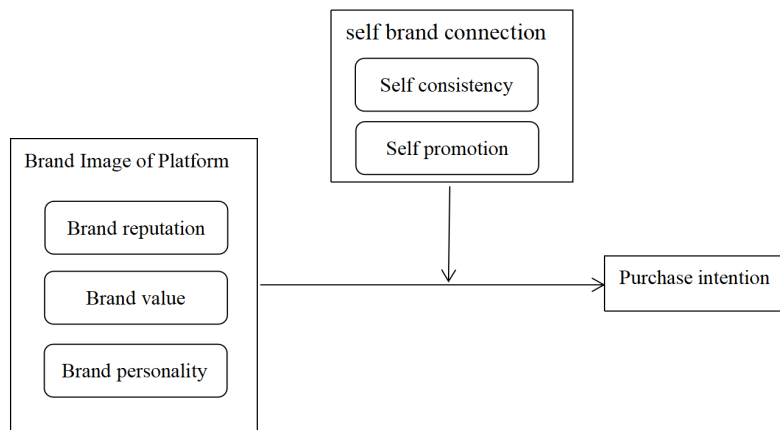 self brand connection
Self consistency
Self promotion
Brand Image of Platform
Brand reputation
Brand value
Brand personality
Purchase intention